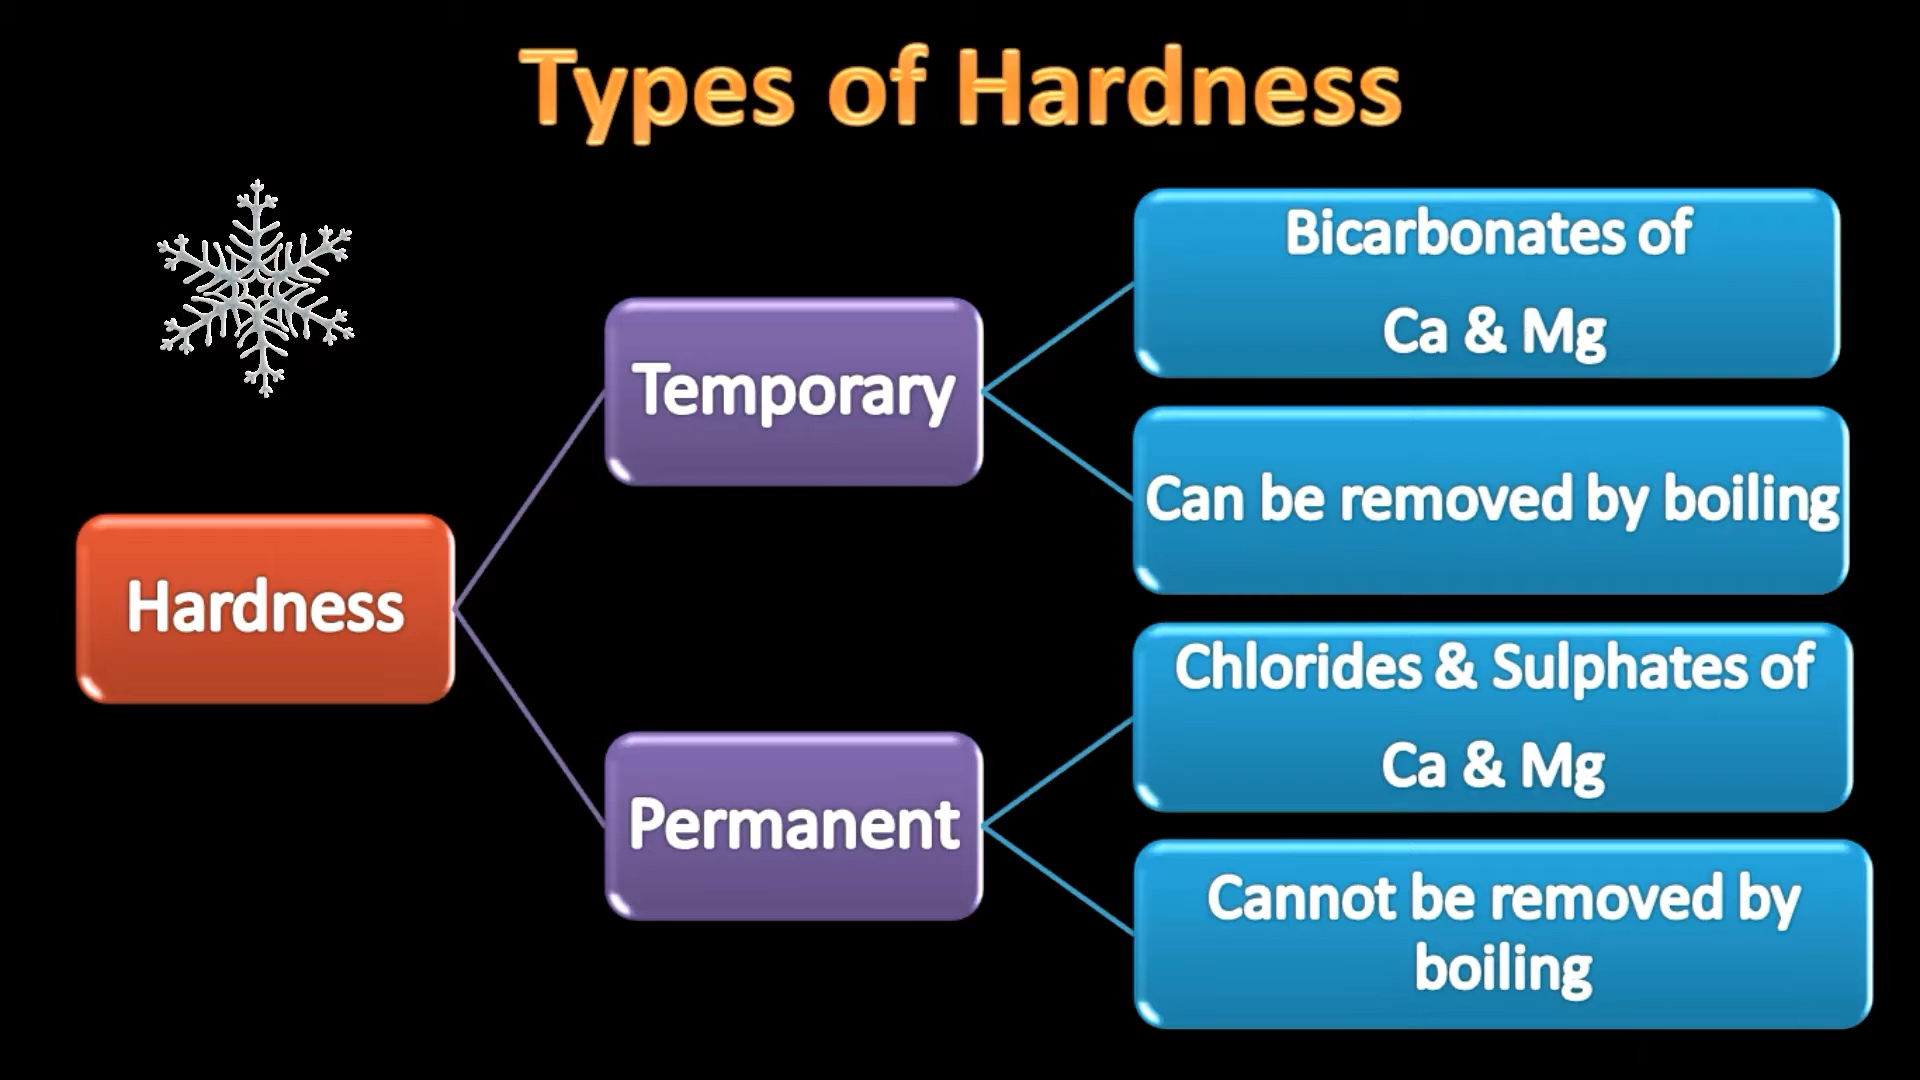 Types of Hardness
Hardness
Temporary
Bicarbonates of
Ca & Mg
Can be removed by boiling
Permanent
Chlorides & Sulphates of
Ca & Mg
Cannot be removed by
boiling